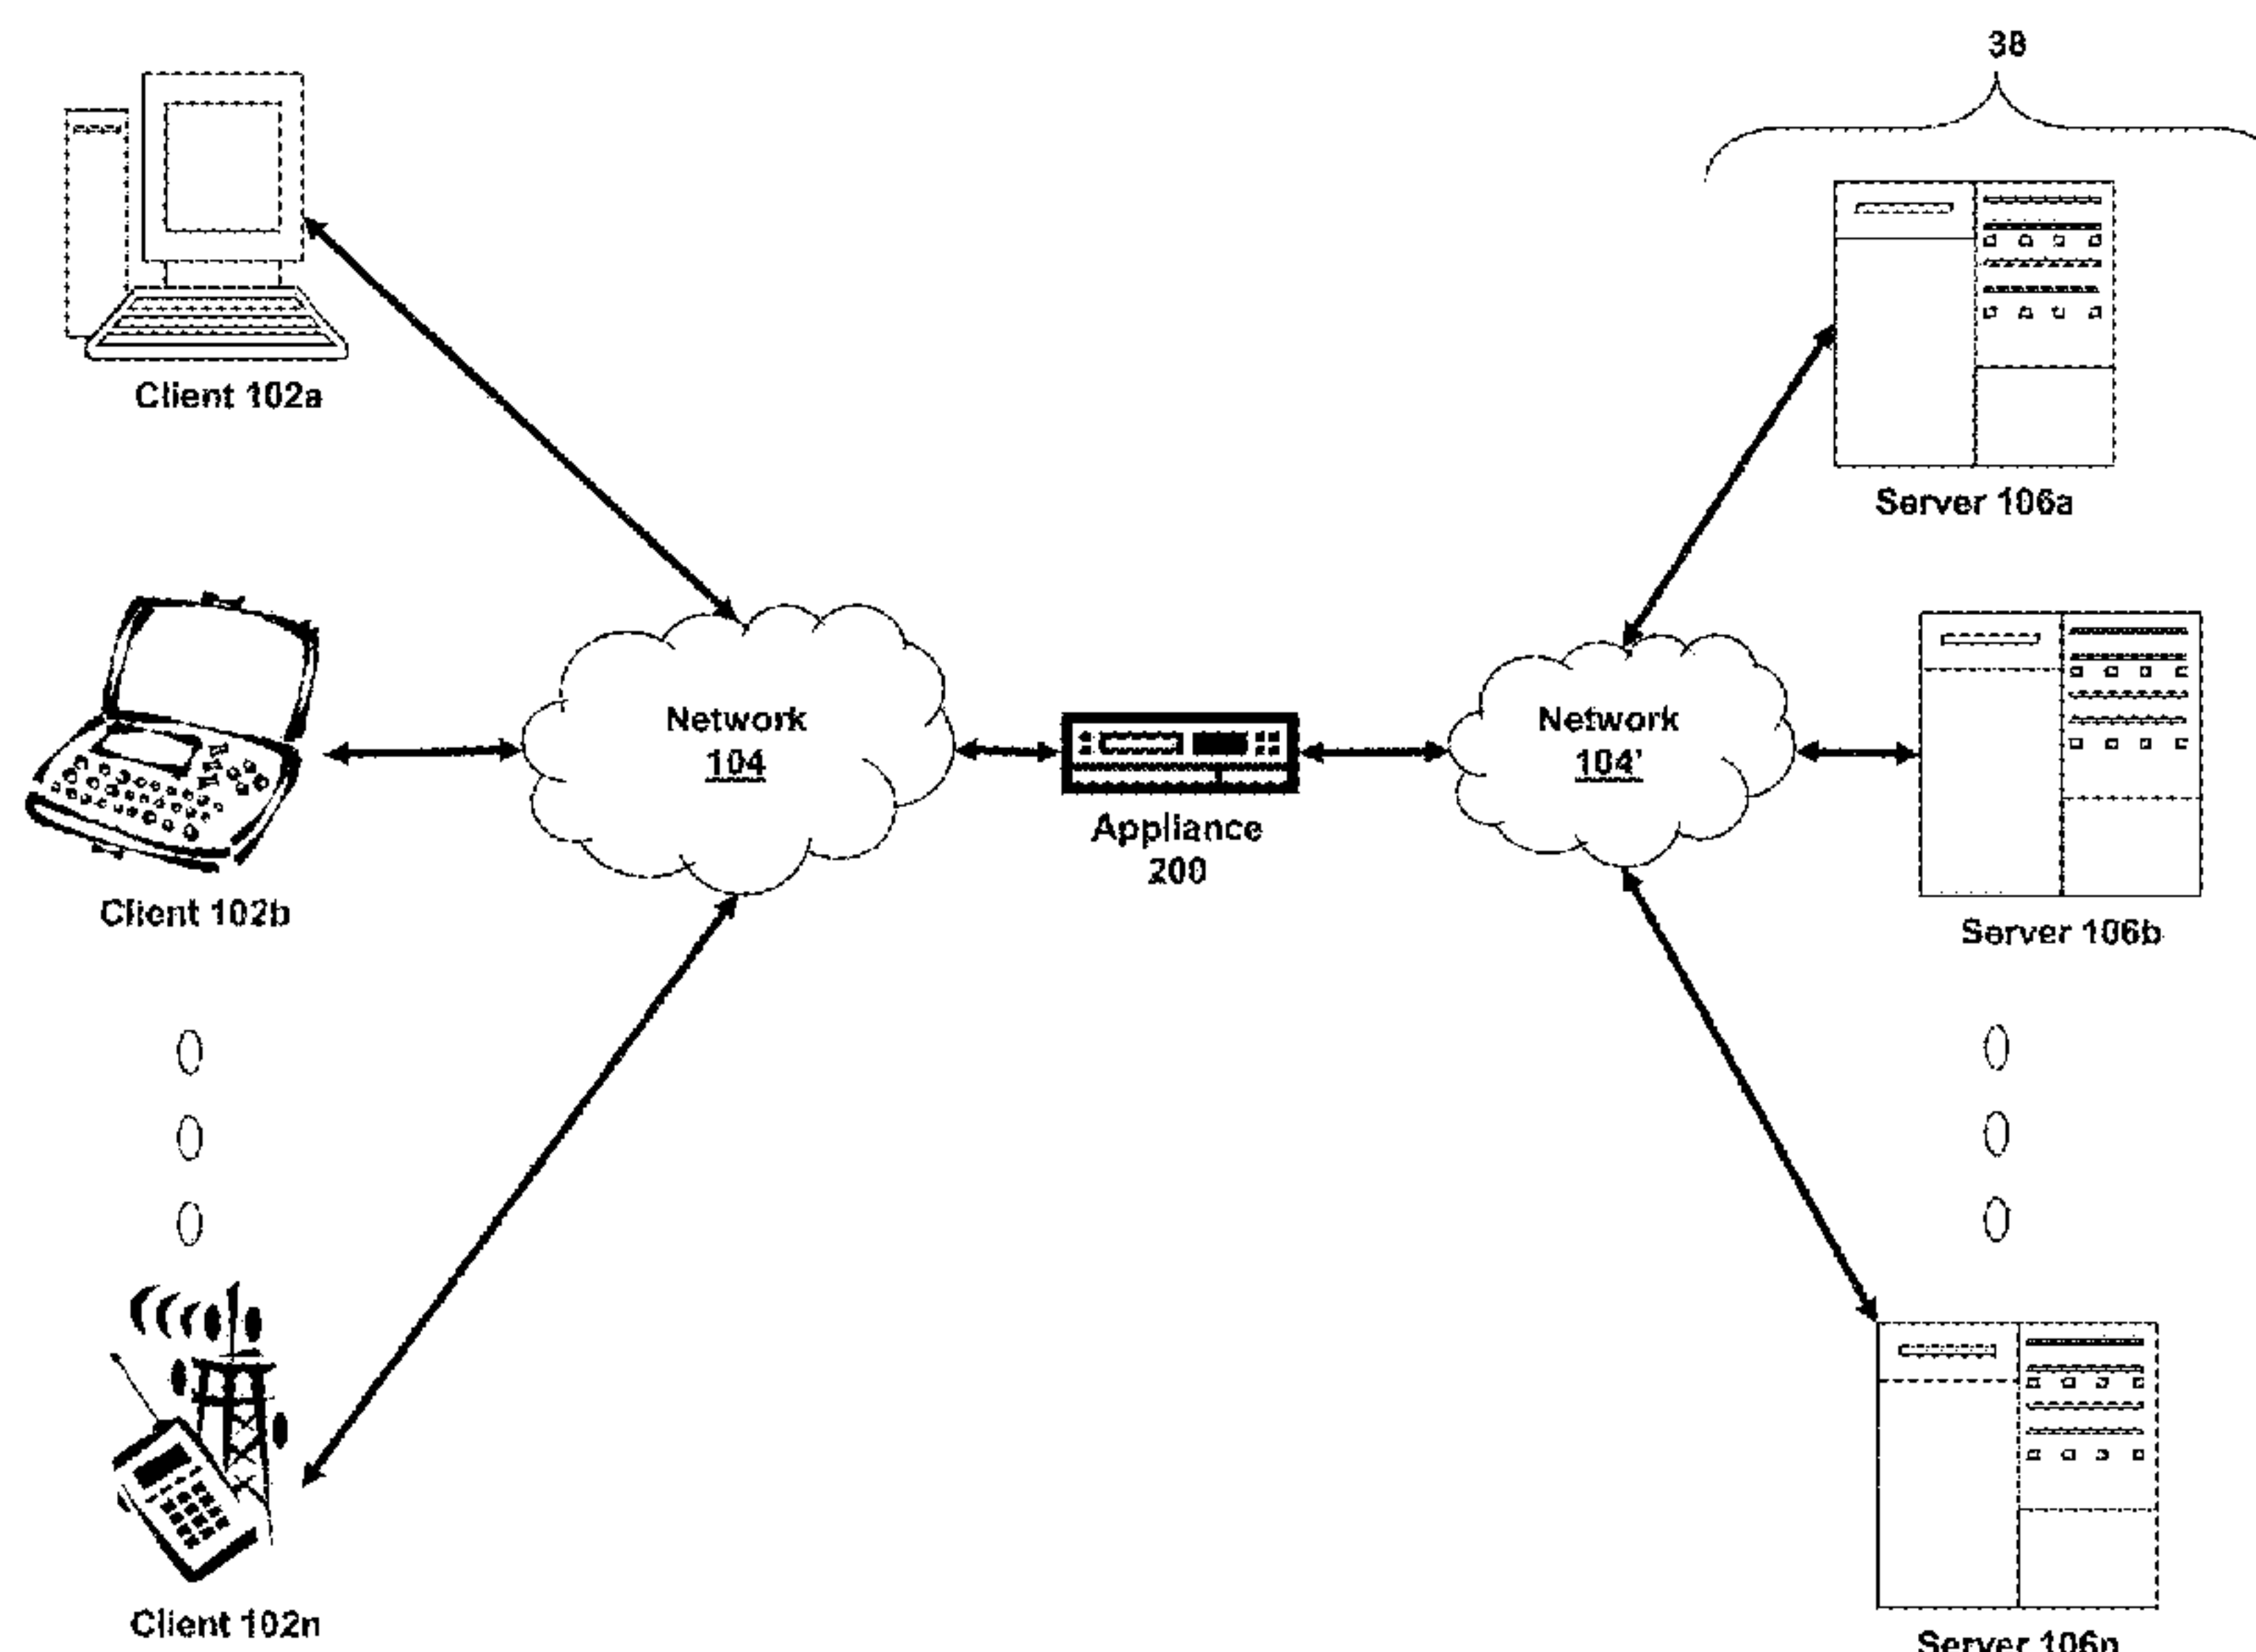 38
Client 102a
Server 106a
Network
104
Network
104'
Appliance
200
Client 102b
Server 106b
Client 102n
Server 106n